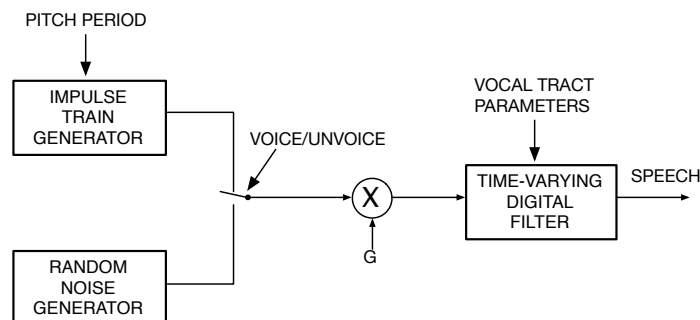 PITCH PERIOD
IMPULSE
TRAIN
GENERATOR
VOICE/UNVOICE
X
G
VOCAL TRACT
PARAMETERS
TIME-VARYING
DIGITAL
FILTER
SPEECH
RANDOM
NOISE
GENERATOR